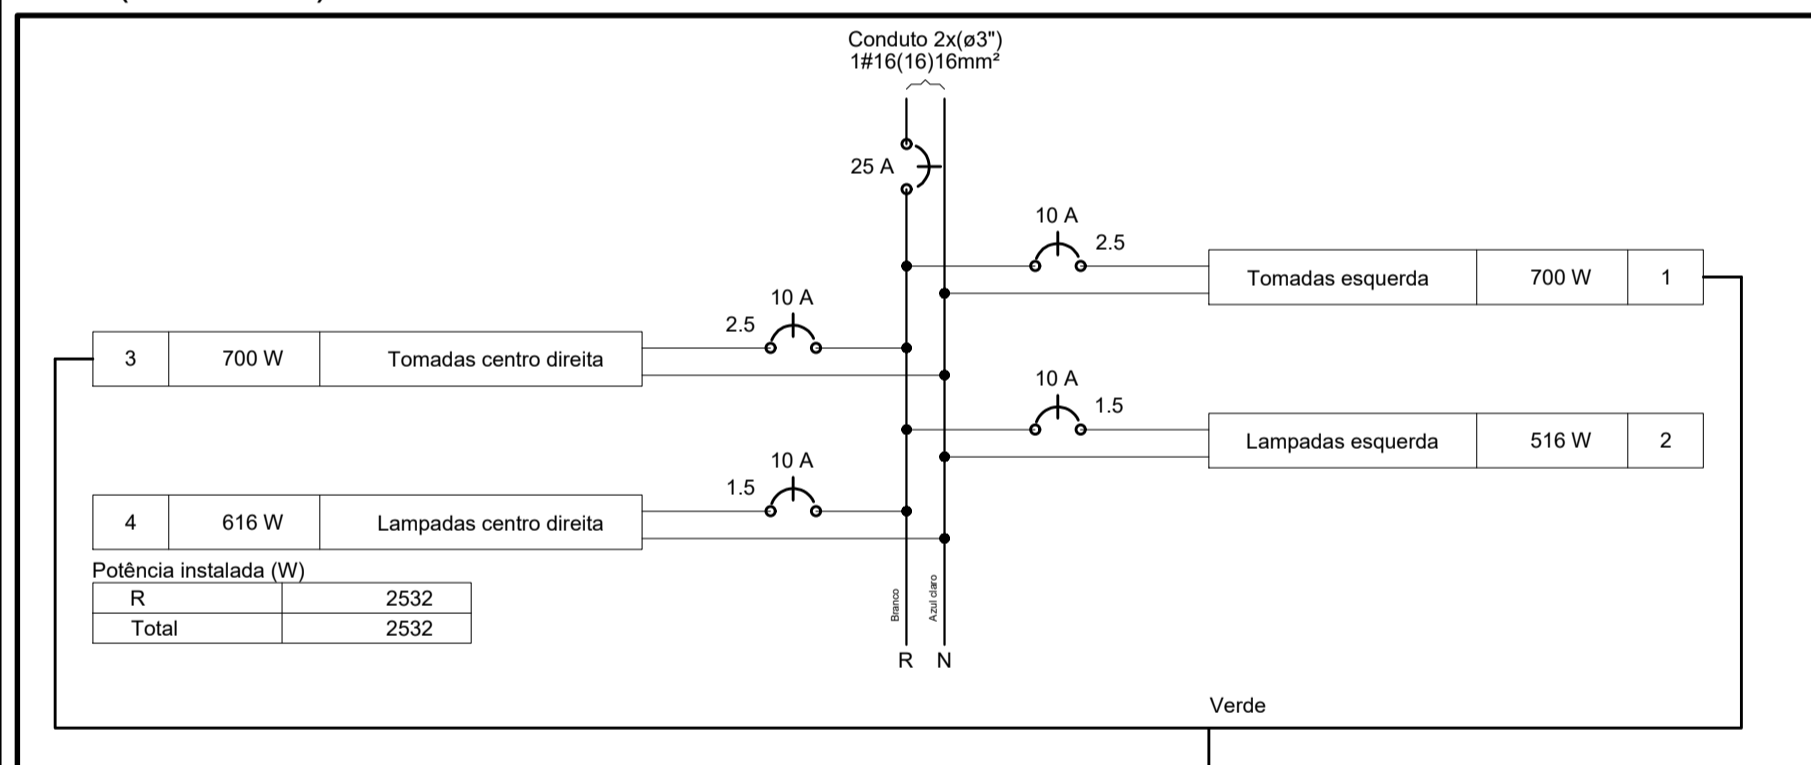 Conduto 2x(ø3")
1#16(16)16mm²
25 A
10 A
2.5
Tomadas esquerda 700 W 1
10 A
2.5
3 700 W Tomadas centro direita
10 A
1.5
Lampadas esquerda 516 W 2
10 A
1.5
4 616 W Lampadas centro direita
Potência instalada (W)
R 2532
Total 2532
Branco
Azul claro
R N
Verde